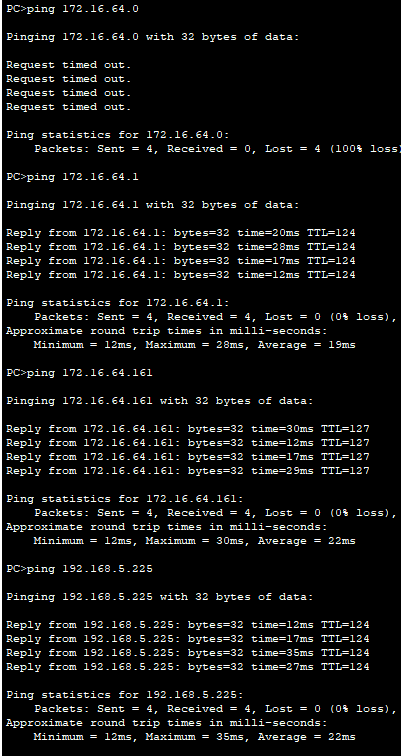 PC>ping 172.16.64.0
Pinging 172.16.64.0 with 32 bytes of data:
Request timed out.
Request timed out.
Request timed out.
Request timed out.
Ping statistics for 172.16.64.0:
    Packets: Sent = 4, Received = 0, Lost = 4 (100% loss)
PC>ping 172.16.64.1
Pinging 172.16.64.1 with 32 bytes of data:
Reply from 172.16.64.1: bytes=32 time=20ms TTL=124
Reply from 172.16.64.1: bytes=32 time=28ms TTL=124
Reply from 172.16.64.1: bytes=32 time=17ms TTL=124
Reply from 172.16.64.1: bytes=32 time=12ms TTL=124
Ping statistics for 172.16.64.1:
    Packets: Sent = 4, Received = 4, Lost = 0 (0% loss),
Approximate round trip times in milli-seconds:
    Minimum = 12ms, Maximum = 28ms, Average = 19ms
PC>ping 172.16.64.161
Pinging 172.16.64.161 with 32 bytes of data:
Reply from 172.16.64.161: bytes=32 time=30ms TTL=127
Reply from 172.16.64.161: bytes=32 time=12ms TTL=127
Reply from 172.16.64.161: bytes=32 time=17ms TTL=127
Reply from 172.16.64.161: bytes=32 time=29ms TTL=127
Ping statistics for 172.16.64.161:
    Packets: Sent = 4, Received = 4, Lost = 0 (0% loss),
Approximate round trip times in milli-seconds:
    Minimum = 12ms, Maximum = 30ms, Average = 22ms
PC>ping 192.168.5.225
Pinging 192.168.5.225 with 32 bytes of data:
Reply from 192.168.5.225: bytes=32 time=12ms TTL=124
Reply from 192.168.5.225: bytes=32 time=17ms TTL=124
Reply from 192.168.5.225: bytes=32 time=35ms TTL=124
Reply from 192.168.5.225: bytes=32 time=27ms TTL=124
Ping statistics for 192.168.5.225:
    Packets: Sent = 4, Received = 4, Lost = 0 (0% loss),
Approximate round trip times in milli-seconds:
    Minimum = 12ms, Maximum = 35ms, Average = 22ms